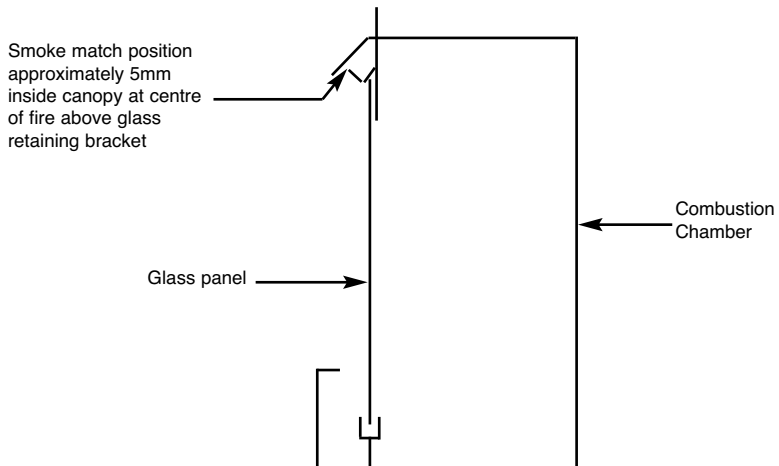 Smoke match position
approximately 5mm
inside canopy at centre
of fire above glass
retaining bracket
Combustion
Chamber
Glass panel